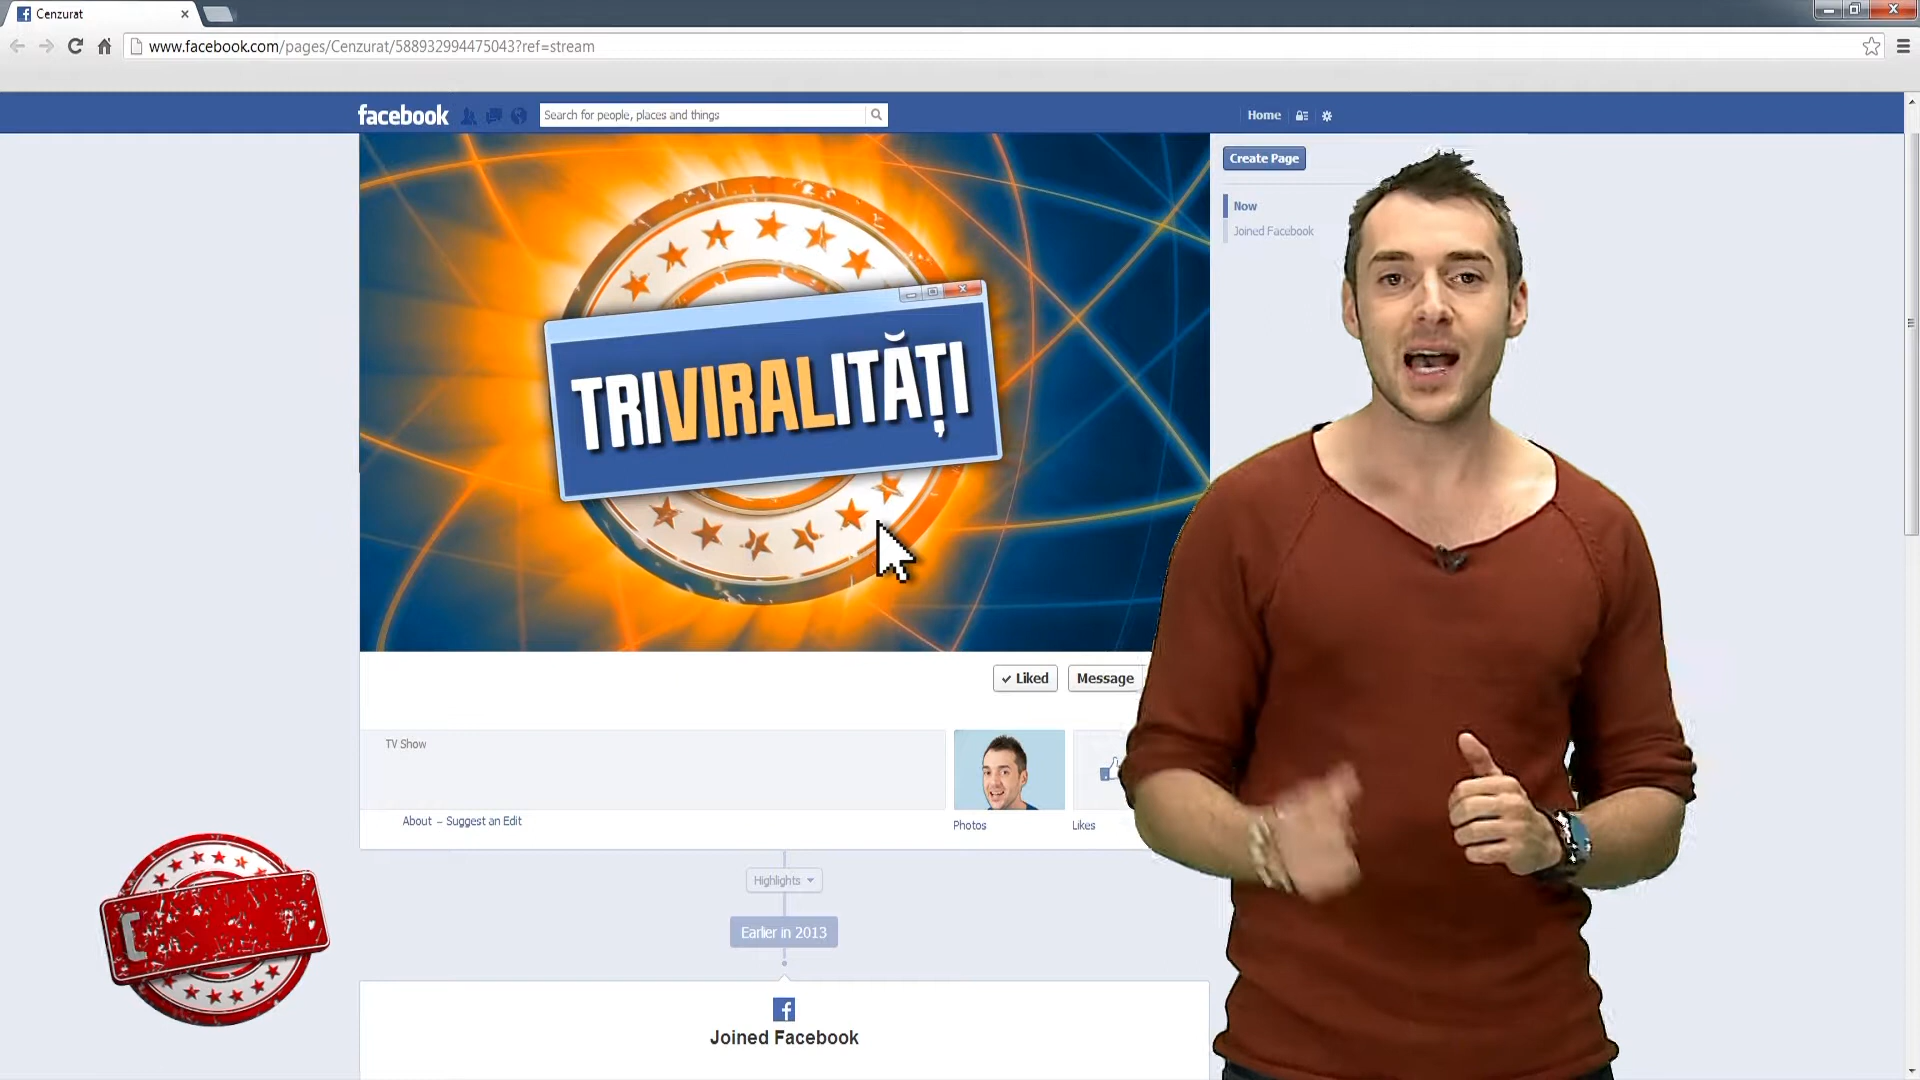 Cenzurat
www.facebook.com/pages/Cenzurat/588932994475043?ref=stream
facebook
Search for people, places and things
Home
Create Page
Now
Joined Facebook
TRIVIRALITĂȚI
Liked
Message
TV Show
About – Suggest an Edit
Photos
Likes
Highlights
Earlier in 2013
Joined Facebook